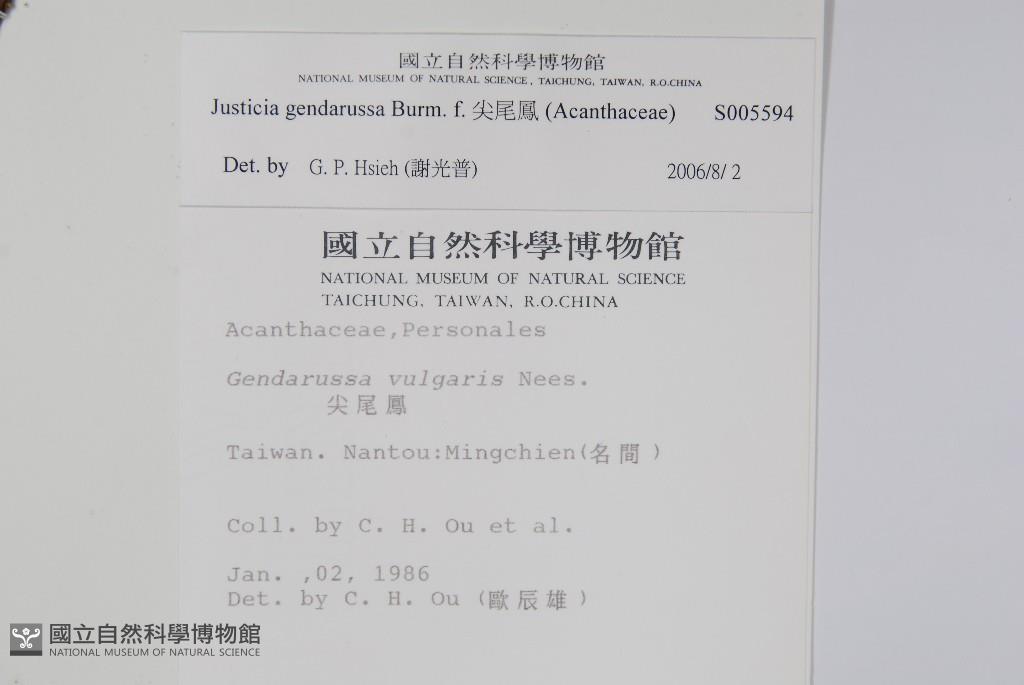 國立自然科學博物館
NATIONAL MUSEUM OF NATURAL SCIENCE, TAICHUNG, TAIWAN, R.O.CHINA
Justicia gendarussa Burm. f. 尖尾鳳 (Acanthaceae) S005594
Det. by G. P. Hsieh (謝光普) 2006/8/ 2
國立自然科學博物館
NATIONAL MUSEUM OF NATURAL SCIENCE
TAICHUNG, TAIWAN, R.O.CHINA
Acanthaceae,Personales
Gendarussa vulgaris Nees.
尖尾鳳
Taiwan. Nantou:Mingchien(名間)
Coll. by C. H. Ou et al.
Jan. ,02, 1986
Det. by C. H. Ou (歐辰雄)
國立自然科學博物館
NATIONAL MUSEUM OF NATURAL SCIENCE